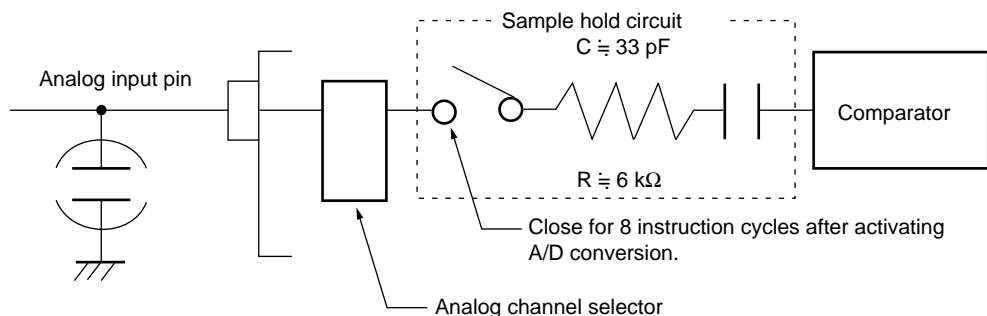 Sample hold circuit
C ≒ 33 pF
Analog input pin
Comparator
R ≒ 6 kΩ
Close for 8 instruction cycles after activating
A/D conversion.
Analog channel selector